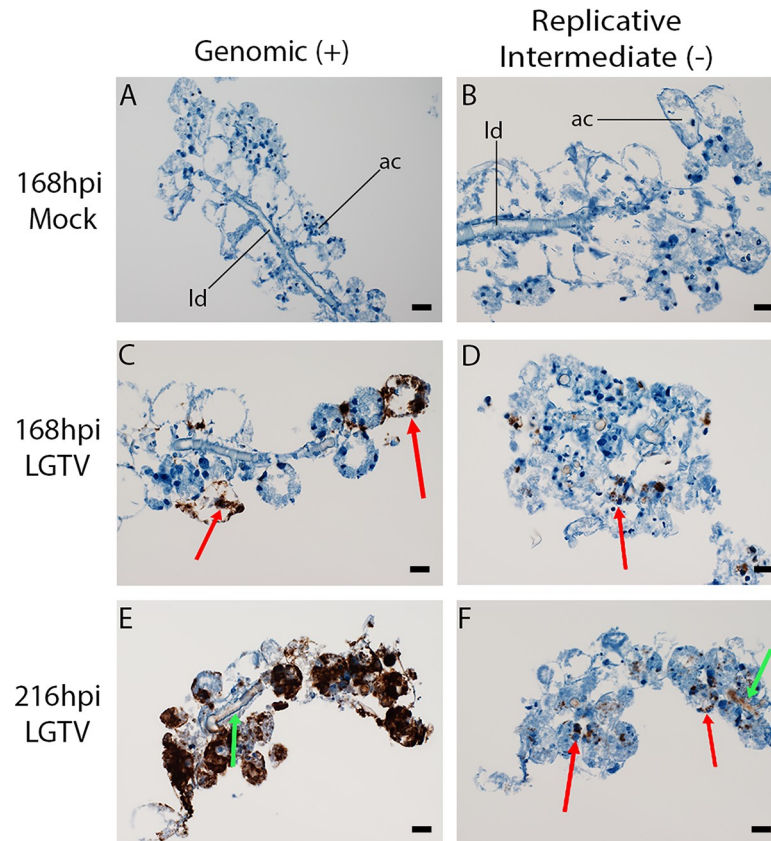 Genomic (+)
Replicative
Intermediate (-)
168hpi
Mock
A
ac
ld
B
ld
ac
168hpi
LGTV
C
D
216hpi
LGTV
E
F